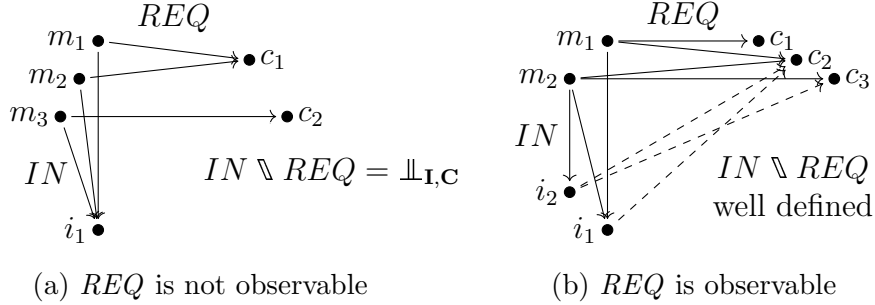 REQ
m₁
c₁
m₂
m₃
c₂
IN
IN ⑊ REQ = ⫫_I,C
i₁
(a) REQ is not observable
REQ
m₁
c₁
c₂
m₂
c₃
IN
IN ⑊ REQ
i₂
well defined
i₁
(b) REQ is observable